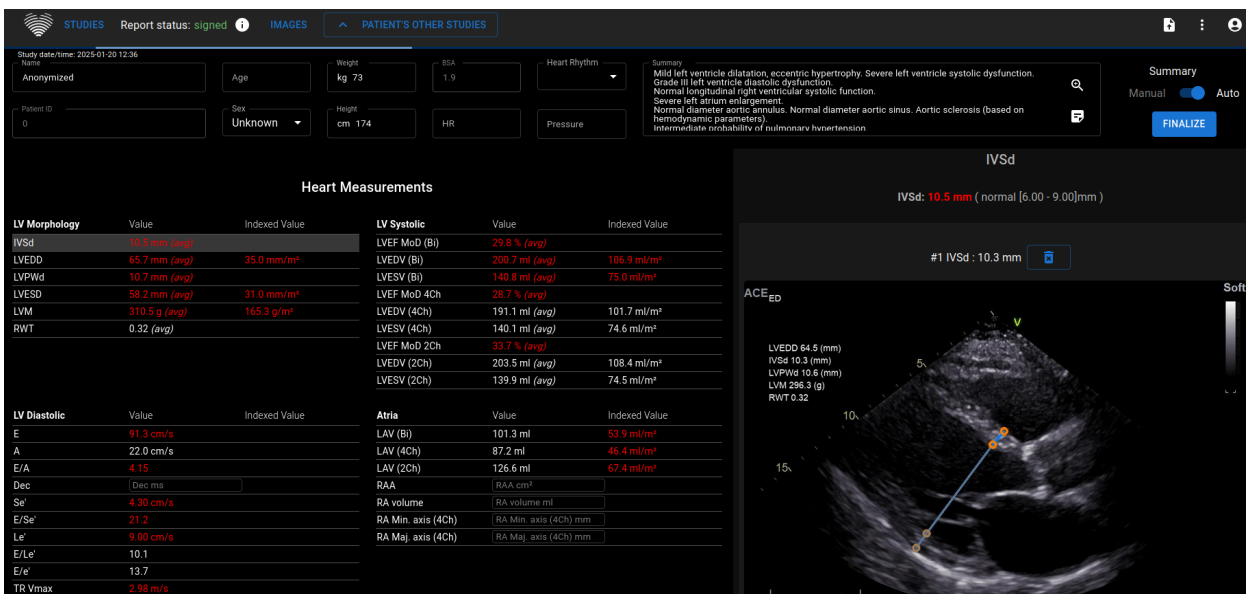 STUDIES Report status: signed i IMAGES PATIENT'S OTHER STUDIES
Study date/time: 2025-01-20 12:36
Name
Anonymized
Age
Weight
kg 73
BSA
1.9
Heart Rhythm
Patient ID
0
Sex
Unknown
Height
cm 174
HR
Pressure
Summary
Mild left ventricle dilatation, eccentric hypertrophy. Severe left ventricle systolic dysfunction.
Grade III left ventricle diastolic dysfunction.
Normal longitudinal right ventricular systolic function.
Severe left atrium enlargement.
Normal diameter aortic annulus. Normal diameter aortic sinus. Aortic sclerosis (based on
hemodynamic parameters).
Intermediate probability of pulmonary hypertension
Summary
Manual Auto
FINALIZE
Heart Measurements
LV Morphology Value Indexed Value
IVSd 10.5 mm (avg)
LVEDD 65.7 mm (avg) 35.0 mm/m²
LVPWd 10.7 mm (avg)
LVESD 58.2 mm (avg) 31.0 mm/m²
LVM 310.5 g (avg) 165.3 g/m²
RWT 0.32 (avg)
LV Systolic Value Indexed Value
LVEF MoD (Bi) 29.8 % (avg)
LVEDV (Bi) 200.7 ml (avg) 106.9 ml/m²
LVESV (Bi) 140.8 ml (avg) 75.0 ml/m²
LVEF MoD 4Ch 28.7 % (avg)
LVEDV (4Ch) 191.1 ml (avg) 101.7 ml/m²
LVESV (4Ch) 140.1 ml (avg) 74.6 ml/m²
LVEF MoD 2Ch 33.7 % (avg)
LVEDV (2Ch) 203.5 ml (avg) 108.4 ml/m²
LVESV (2Ch) 139.9 ml (avg) 74.5 ml/m²
LV Diastolic Value Indexed Value
E 91.3 cm/s
A 22.0 cm/s
E/A 4.15
Dec Dec ms
Se' 4.30 cm/s
E/Se' 21.2
Le' 9.00 cm/s
E/Le' 10.1
E/e' 13.7
TR Vmax 2.98 m/s
Atria Value Indexed Value
LAV (Bi) 101.3 ml 53.9 ml/m²
LAV (4Ch) 87.2 ml 46.4 ml/m²
LAV (2Ch) 126.6 ml 67.4 ml/m²
RAA RAA cm²
RA volume RA volume ml
RA Min. axis (4Ch) RA Min. axis (4Ch) mm
RA Maj. axis (4Ch) RA Maj. axis (4Ch) mm
IVSd
IVSd: 10.5 mm ( normal [6.00 - 9.00]mm )
#1 IVSd : 10.3 mm
ACE ED
Soft
V
LVEDD 64.5 (mm)
IVSd 10.3 (mm)
LVPWd 10.6 (mm)
LVM 296.3 (g)
RWT 0.32
5
10
15